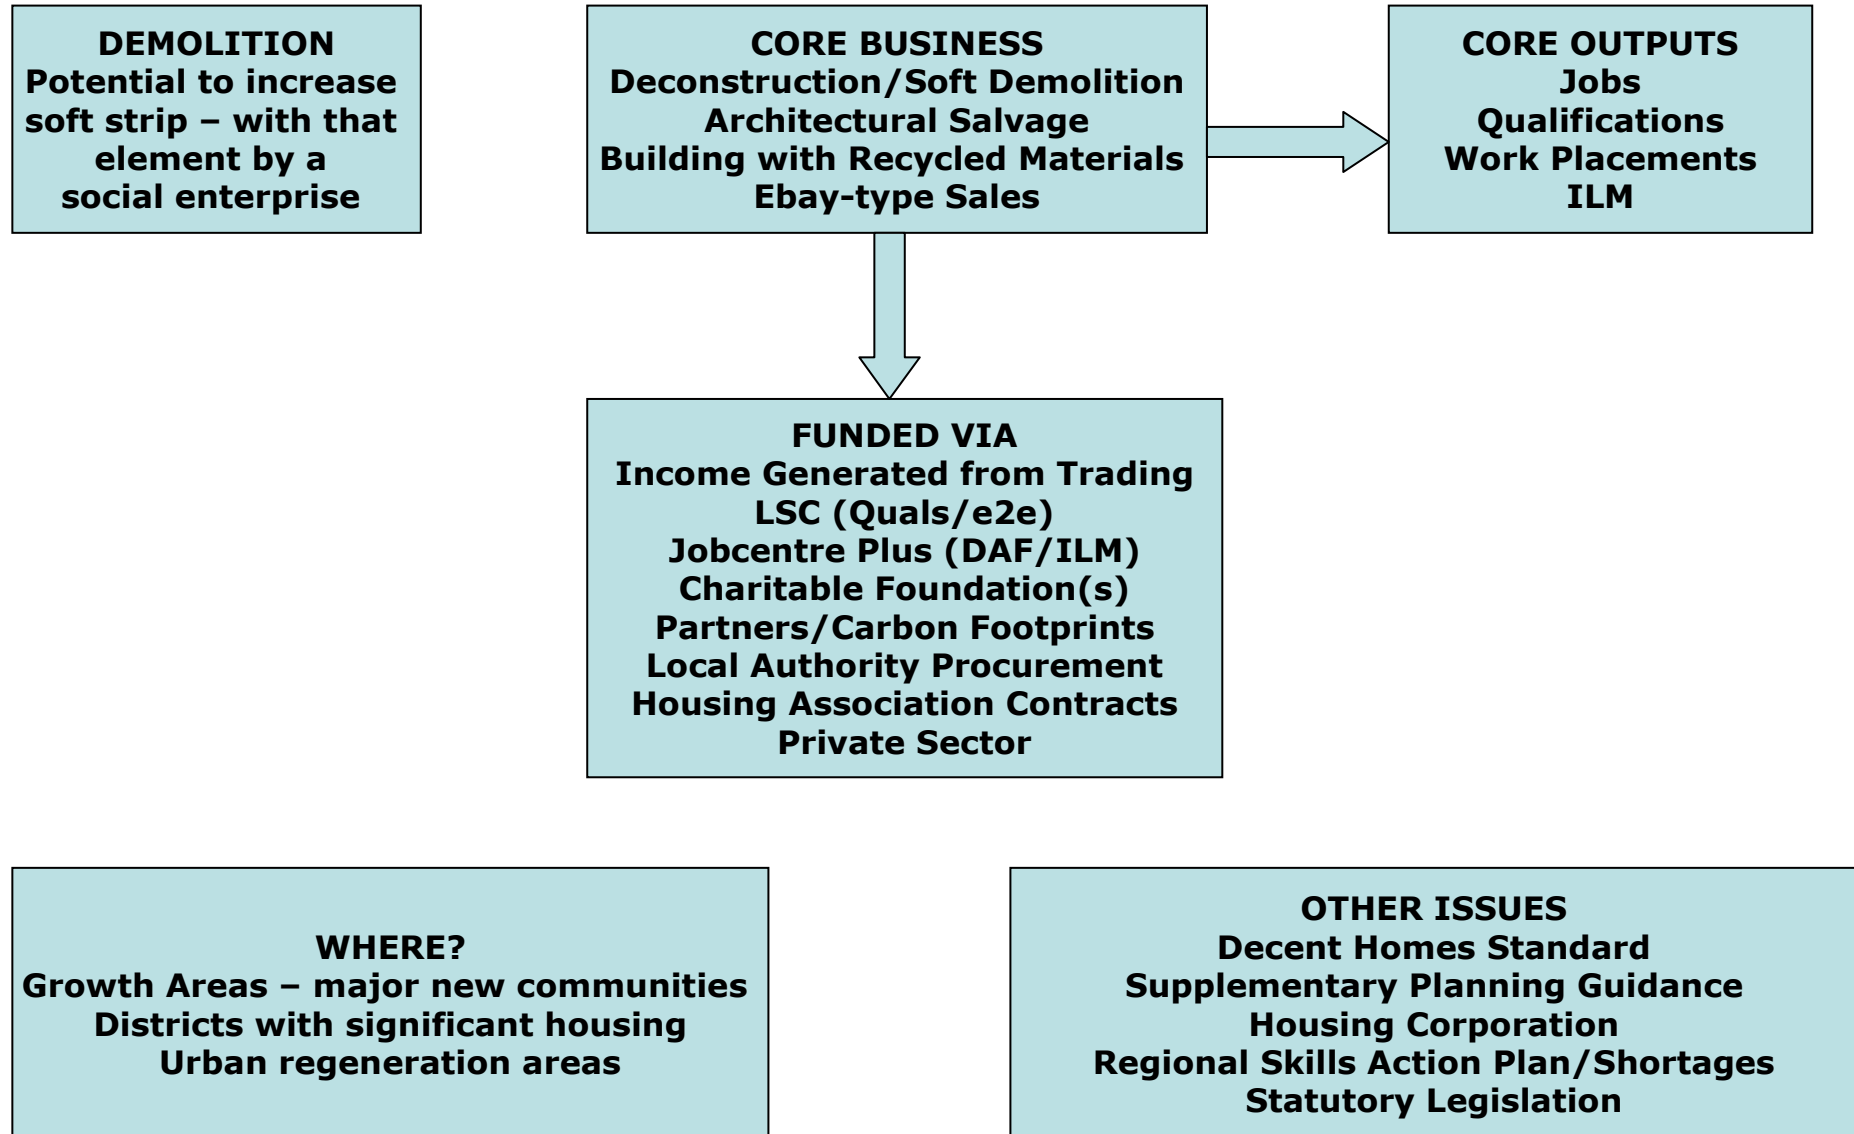 DEMOLITION
Potential to increase
soft strip – with that
element by a
social enterprise
CORE BUSINESS
Deconstruction/Soft Demolition
Architectural Salvage
Building with Recycled Materials
Ebay-type Sales
CORE OUTPUTS
Jobs
Qualifications
Work Placements
ILM
FUNDED VIA
Income Generated from Trading
LSC (Quals/e2e)
Jobcentre Plus (DAF/ILM)
Charitable Foundation(s)
Partners/Carbon Footprints
Local Authority Procurement
Housing Association Contracts
Private Sector
WHERE?
Growth Areas – major new communities
Districts with significant housing
Urban regeneration areas
OTHER ISSUES
Decent Homes Standard
Supplementary Planning Guidance
Housing Corporation
Regional Skills Action Plan/Shortages
Statutory Legislation